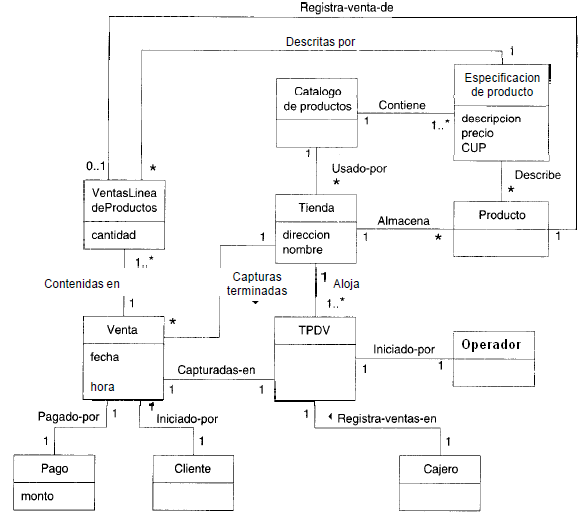 Registra-venta-de
Descritas por
1
Catalogo
de productos
Contiene
1
1..*
Especificacion
de producto
descripcion
precio
CUP
0..1
*
1
Usado-por
*
Describe
*
VentasLinea
deProductos
cantidad
Tienda
direccion
nombre
Almacena
1
*
Producto
1
1..*
1
Contenidas en
Capturas
terminadas
1
Aloja
1..*
1
*
Venta
fecha
hora
TPDV
Iniciado-por
1
1
Operador
Capturadas-en
1
1
Pagado-por
1
1
Iniciado-por
1
Registra-ventas-en
1
1
1
Pago
monto
Cliente
Cajero